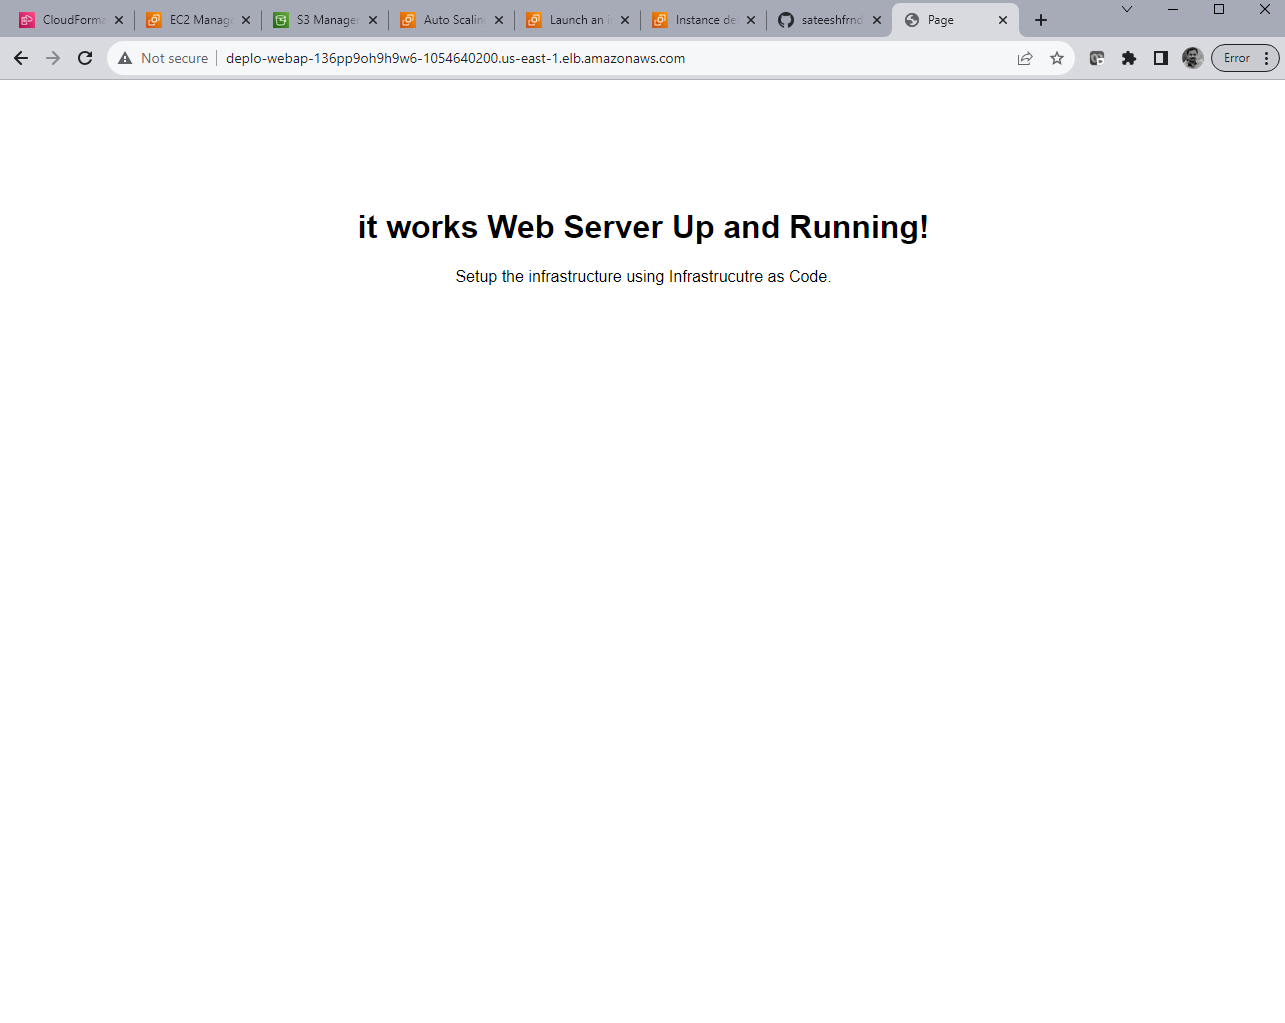 CloudForma
EC2 Manage
S3 Manager
Auto Scalin
Launch an i
Instance de
sateeshfrnd
Page
Not secure
deplo-webap-136pp9oh9h9w6-1054640200.us-east-1.elb.amazonaws.com
Error
it works Web Server Up and Running!
Setup the infrastructure using Infrastrucutre as Code.